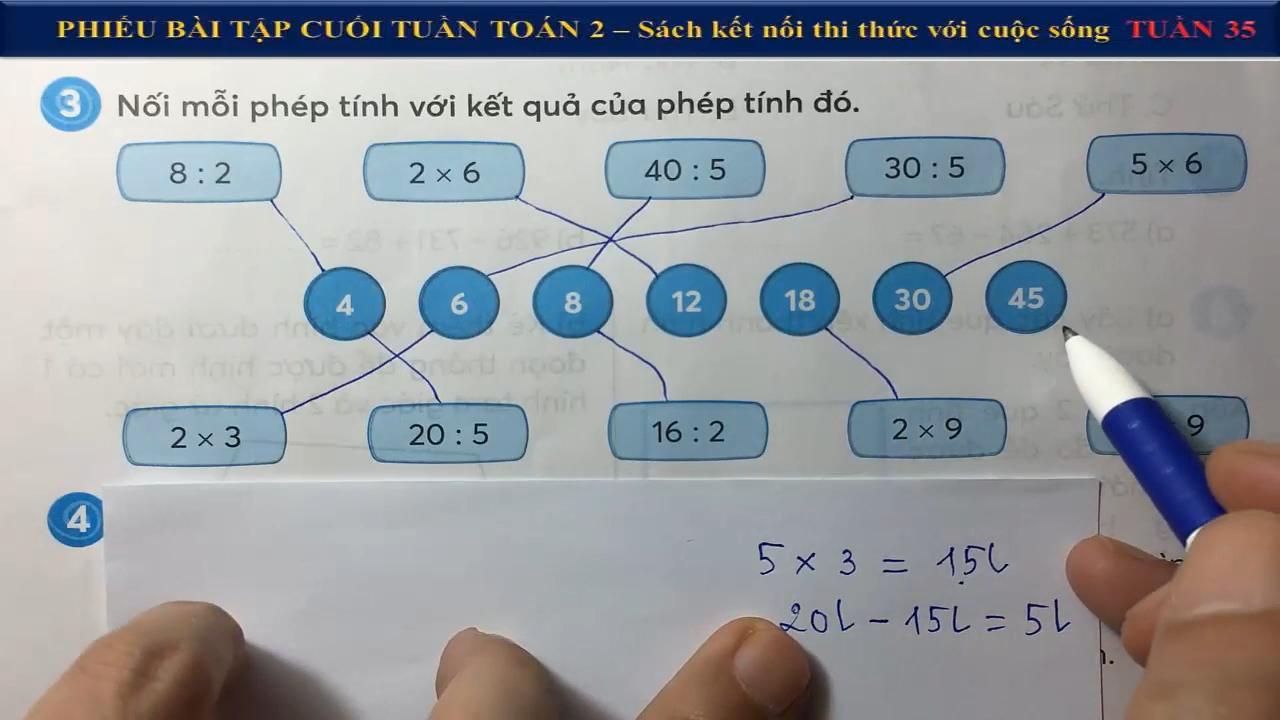 PHIẾU BÀI TẬP CUỐI TUẦN TOÁN 2 – Sách kết nối thi thức với cuộc sống TUẦN 35
3 Nối mỗi phép tính với kết quả của phép tính đó.
8 : 2 2 × 6 40 : 5 30 : 5 5 × 6
4 6 8 12 18 30 45
2 × 3 20 : 5 16 : 2 2 × 9 9
4
5 × 3 = 15l
20l – 15l = 5l